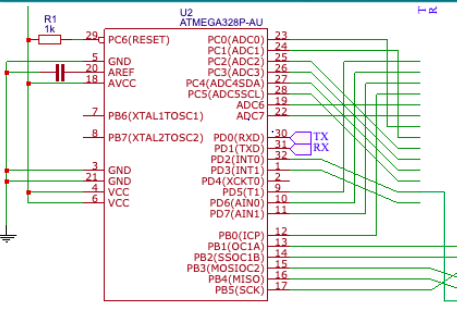 T
R
R1
1k
U2
ATMEGA328P-AU
29 PC6(RESET) PC0(ADC0) 23
PC1(ADC1) 24
5 GND PC2(ADC2) 25
20 AREF PC3(ADC3) 26
18 AVCC PC4(ADC4SDA) 27
PC5(ADC5SCL) 28
ADC6 19
7 PB6(XTAL1TOSC1) ADC7 22
8 PB7(XTAL2TOSC2) PD0(RXD) 30 TX
PD1(TXD) 31 RX
PD2(INT0) 32
3 GND PD3(INT1) 1
21 GND PD4(XCKT0) 2
4 VCC PD5(T1) 9
6 VCC PD6(AIN0) 10
PD7(AIN1) 11
PB0(ICP) 12
PB1(OC1A) 13
PB2(SSOC1B) 14
PB3(MOSIOC2) 15
PB4(MISO) 16
PB5(SCK) 17